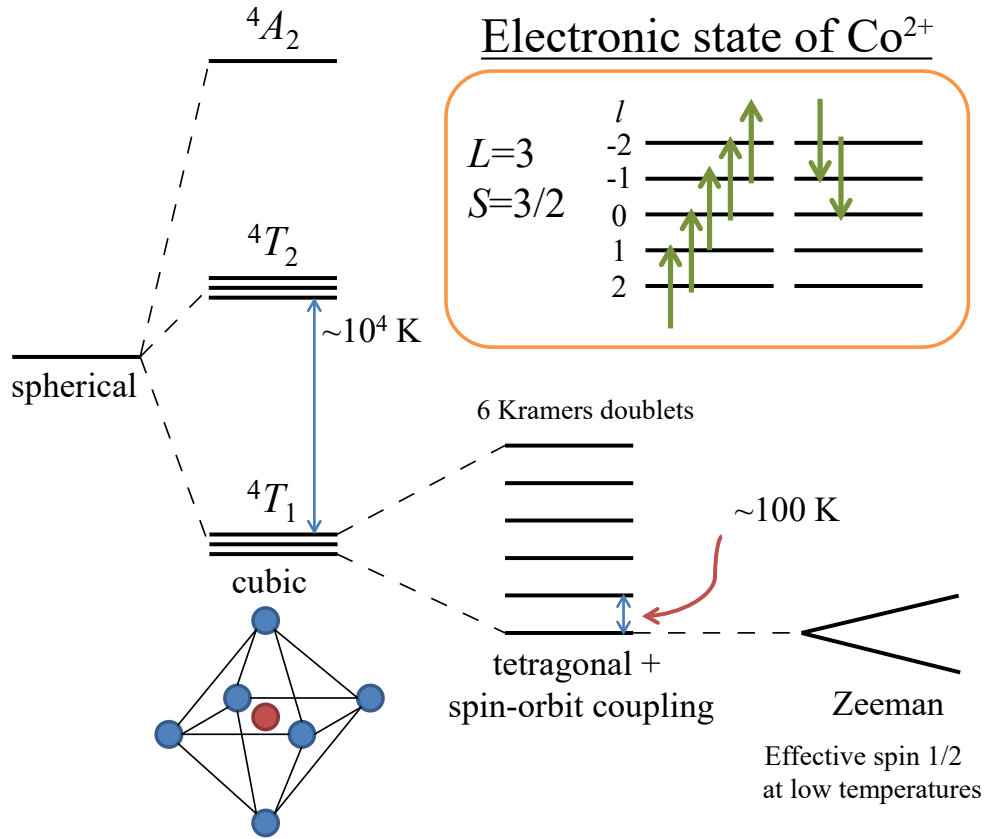 ⁴A₂
Electronic state of Co²⁺
L=3
S=3/2
l
-2
-1
0
1
2
⁴T₂
~10⁴ K
spherical
6 Kramers doublets
⁴T₁
~100 K
cubic
tetragonal +
spin-orbit coupling
Zeeman
Effective spin 1/2
at low temperatures